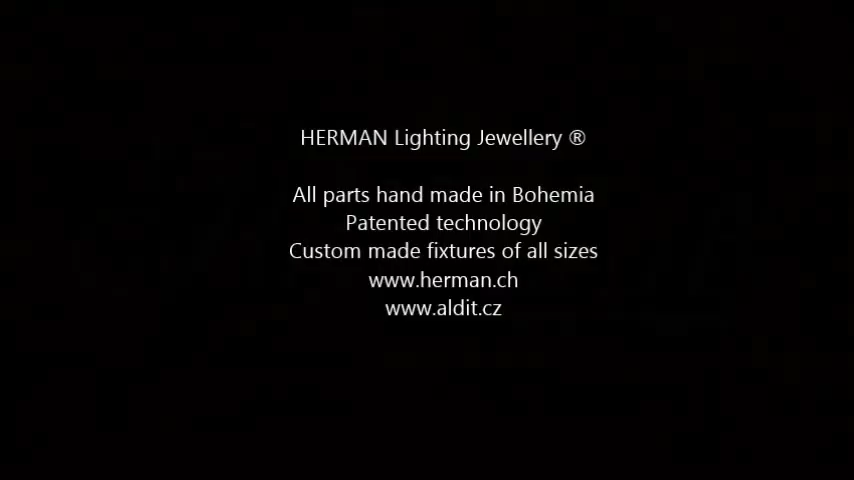 HERMAN Lighting Jewellery ®
All parts hand made in Bohemia
Patented technology
Custom made fixtures of all sizes
www.herman.ch
www.aldit.cz